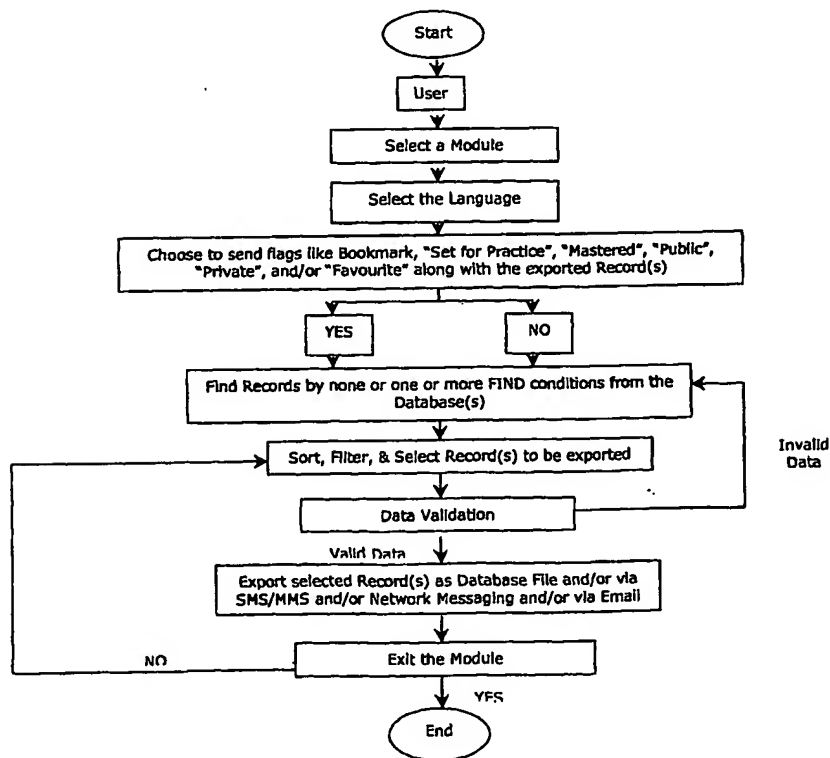 Start
User
Select a Module
Select the Language
Choose to send flags like Bookmark, "Set for Practice", "Mastered", "Public",
"Private", and/or "Favourite" along with the exported Record(s)
YES
NO
Find Records by none or one or more FIND conditions from the
Database(s)
Invalid
Data
Sort, Filter, & Select Record(s) to be exported
Data Validation
Valid Data
Export selected Record(s) as Database File and/or via
SMS/MMS and/or Network Messaging and/or via Email
NO
Exit the Module
YES
End